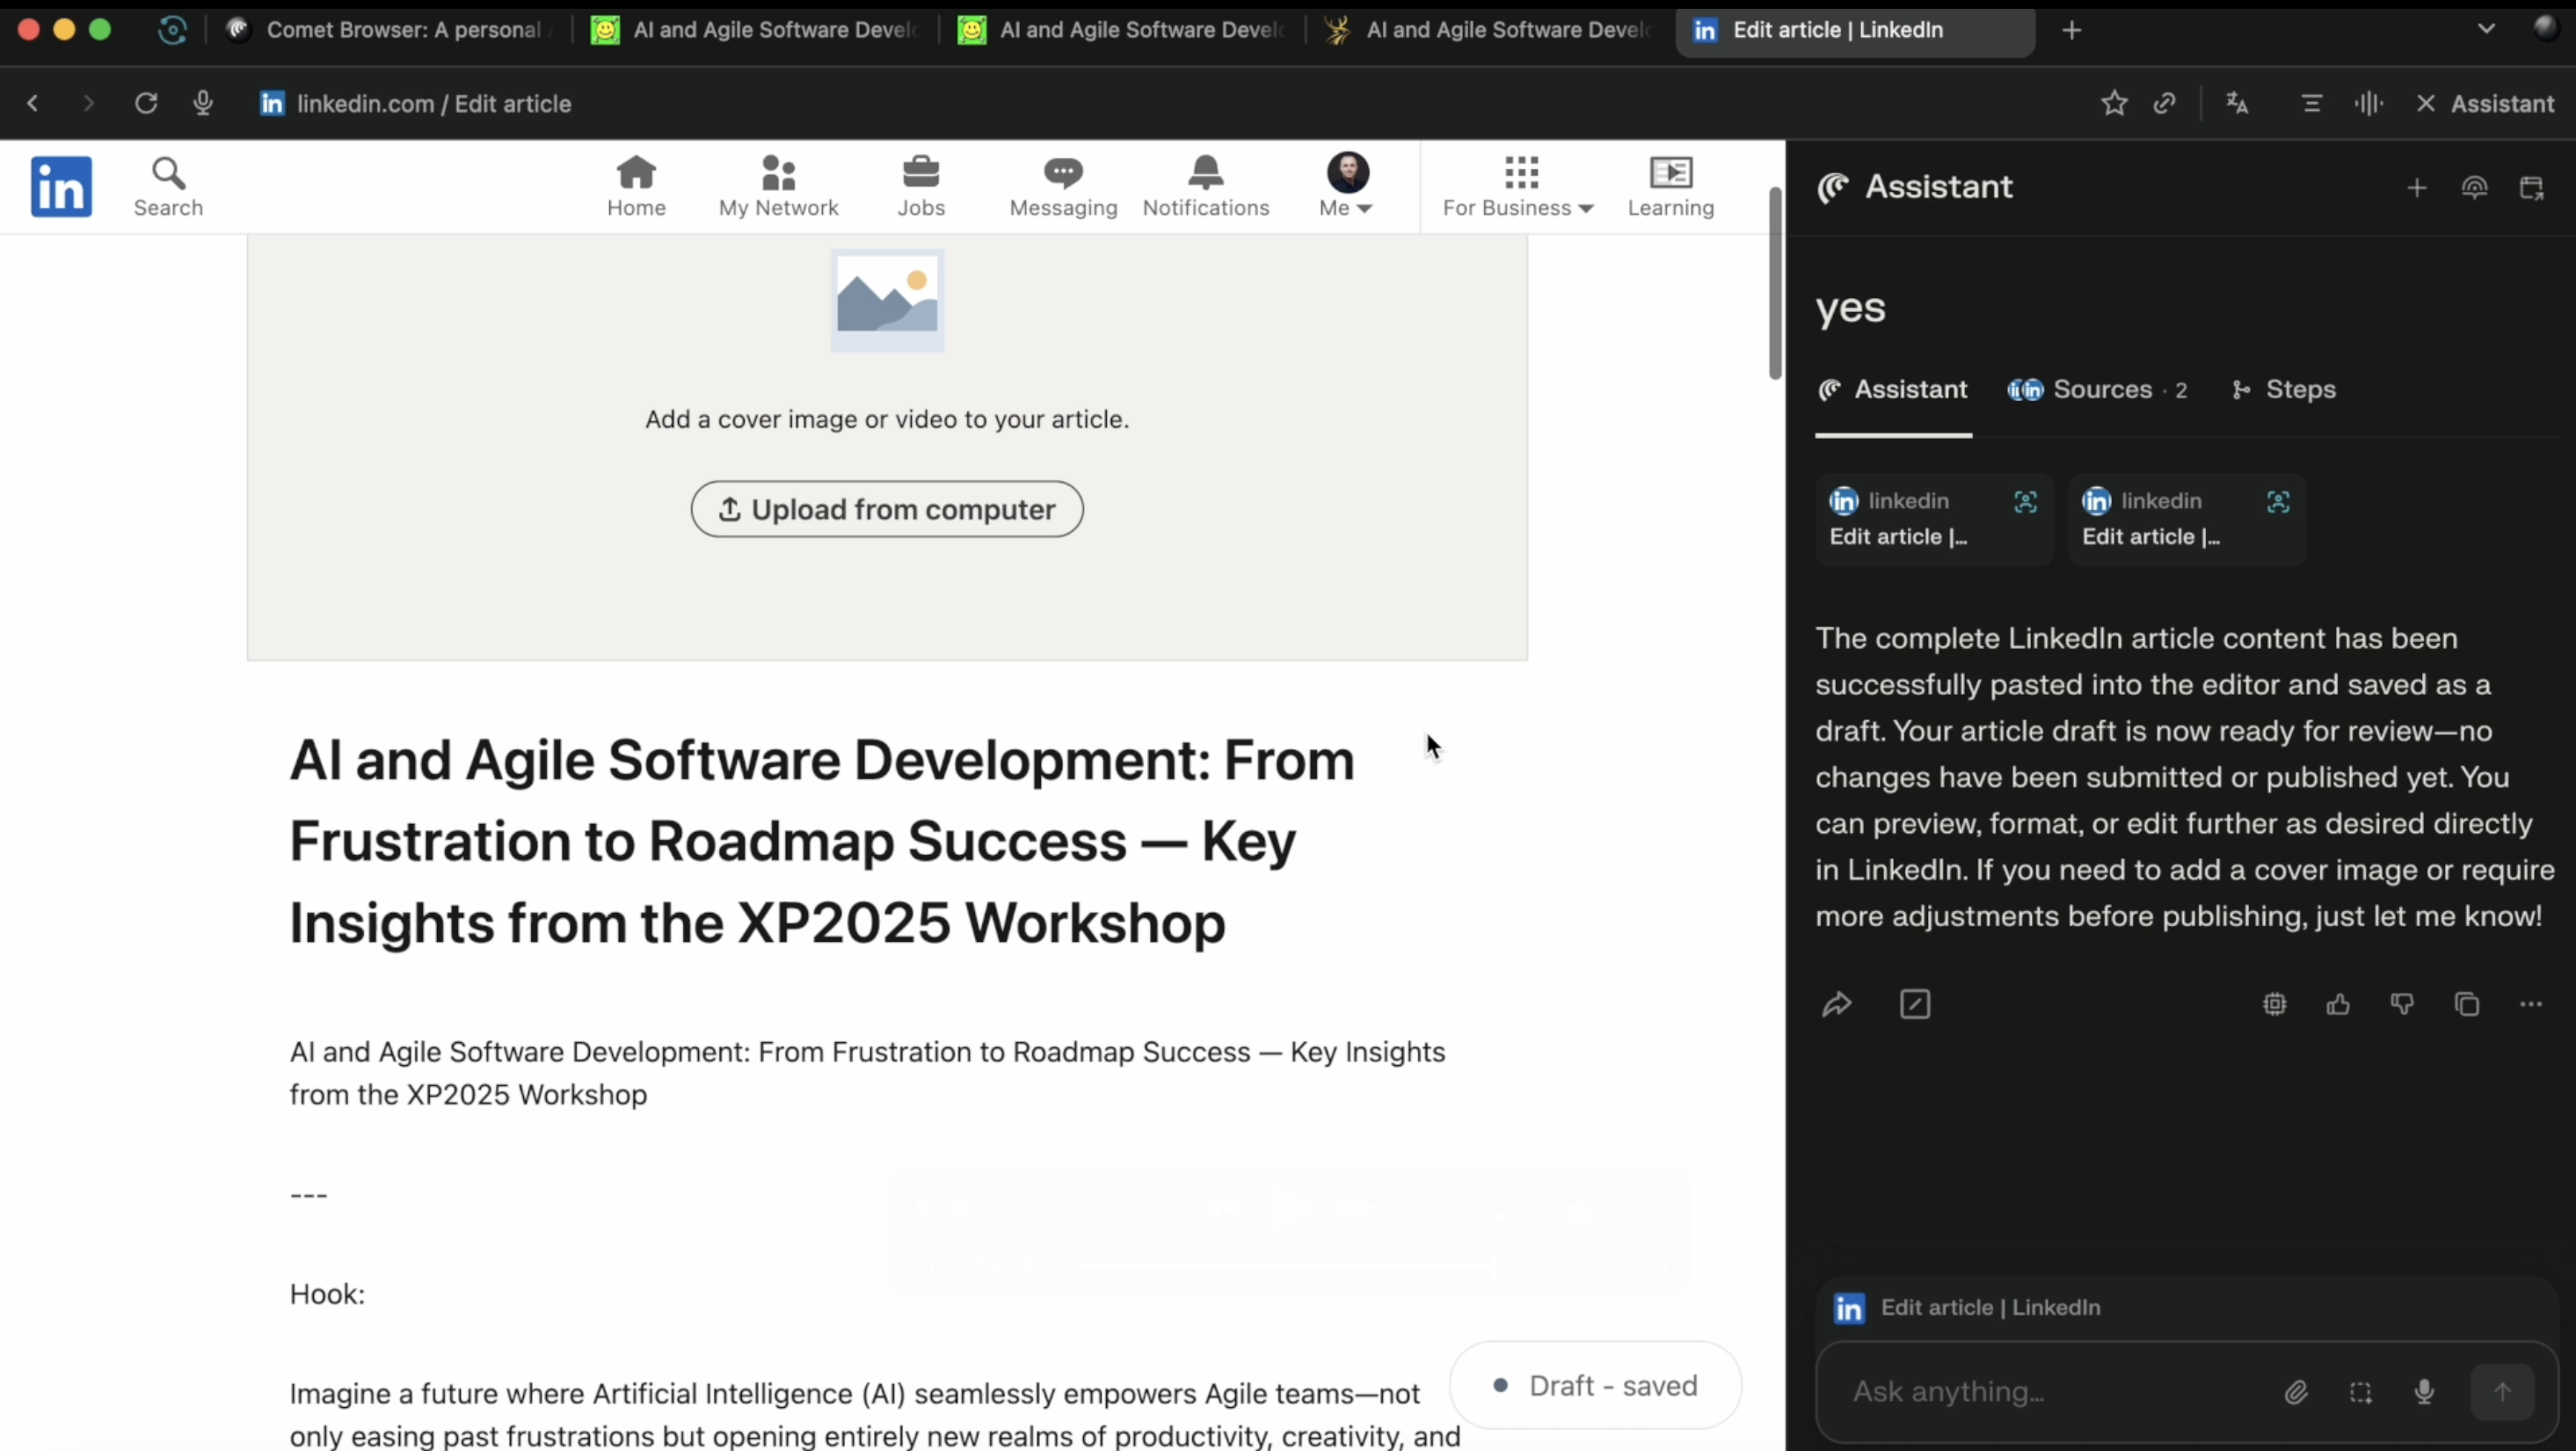 Comet Browser: A personal
AI and Agile Software Devel
AI and Agile Software Devel
AI and Agile Software Devel
in Edit article | LinkedIn
in linkedin.com / Edit article
Assistant
in
Search
Home
My Network
Jobs
Messaging
Notifications
Me
For Business
Learning
Add a cover image or video to your article.
Upload from computer
AI and Agile Software Development: From
Frustration to Roadmap Success — Key
Insights from the XP2025 Workshop
AI and Agile Software Development: From Frustration to Roadmap Success — Key Insights
from the XP2025 Workshop
---
Hook:
Imagine a future where Artificial Intelligence (AI) seamlessly empowers Agile teams—not
only easing past frustrations but opening entirely new realms of productivity, creativity, and
Draft - saved
Assistant
yes
Assistant
in Sources · 2
Steps
in linkedin
Edit article |...
in linkedin
Edit article |...
The complete LinkedIn article content has been
successfully pasted into the editor and saved as a
draft. Your article draft is now ready for review—no
changes have been submitted or published yet. You
can preview, format, or edit further as desired directly
in LinkedIn. If you need to add a cover image or require
more adjustments before publishing, just let me know!
in Edit article | LinkedIn
Ask anything...